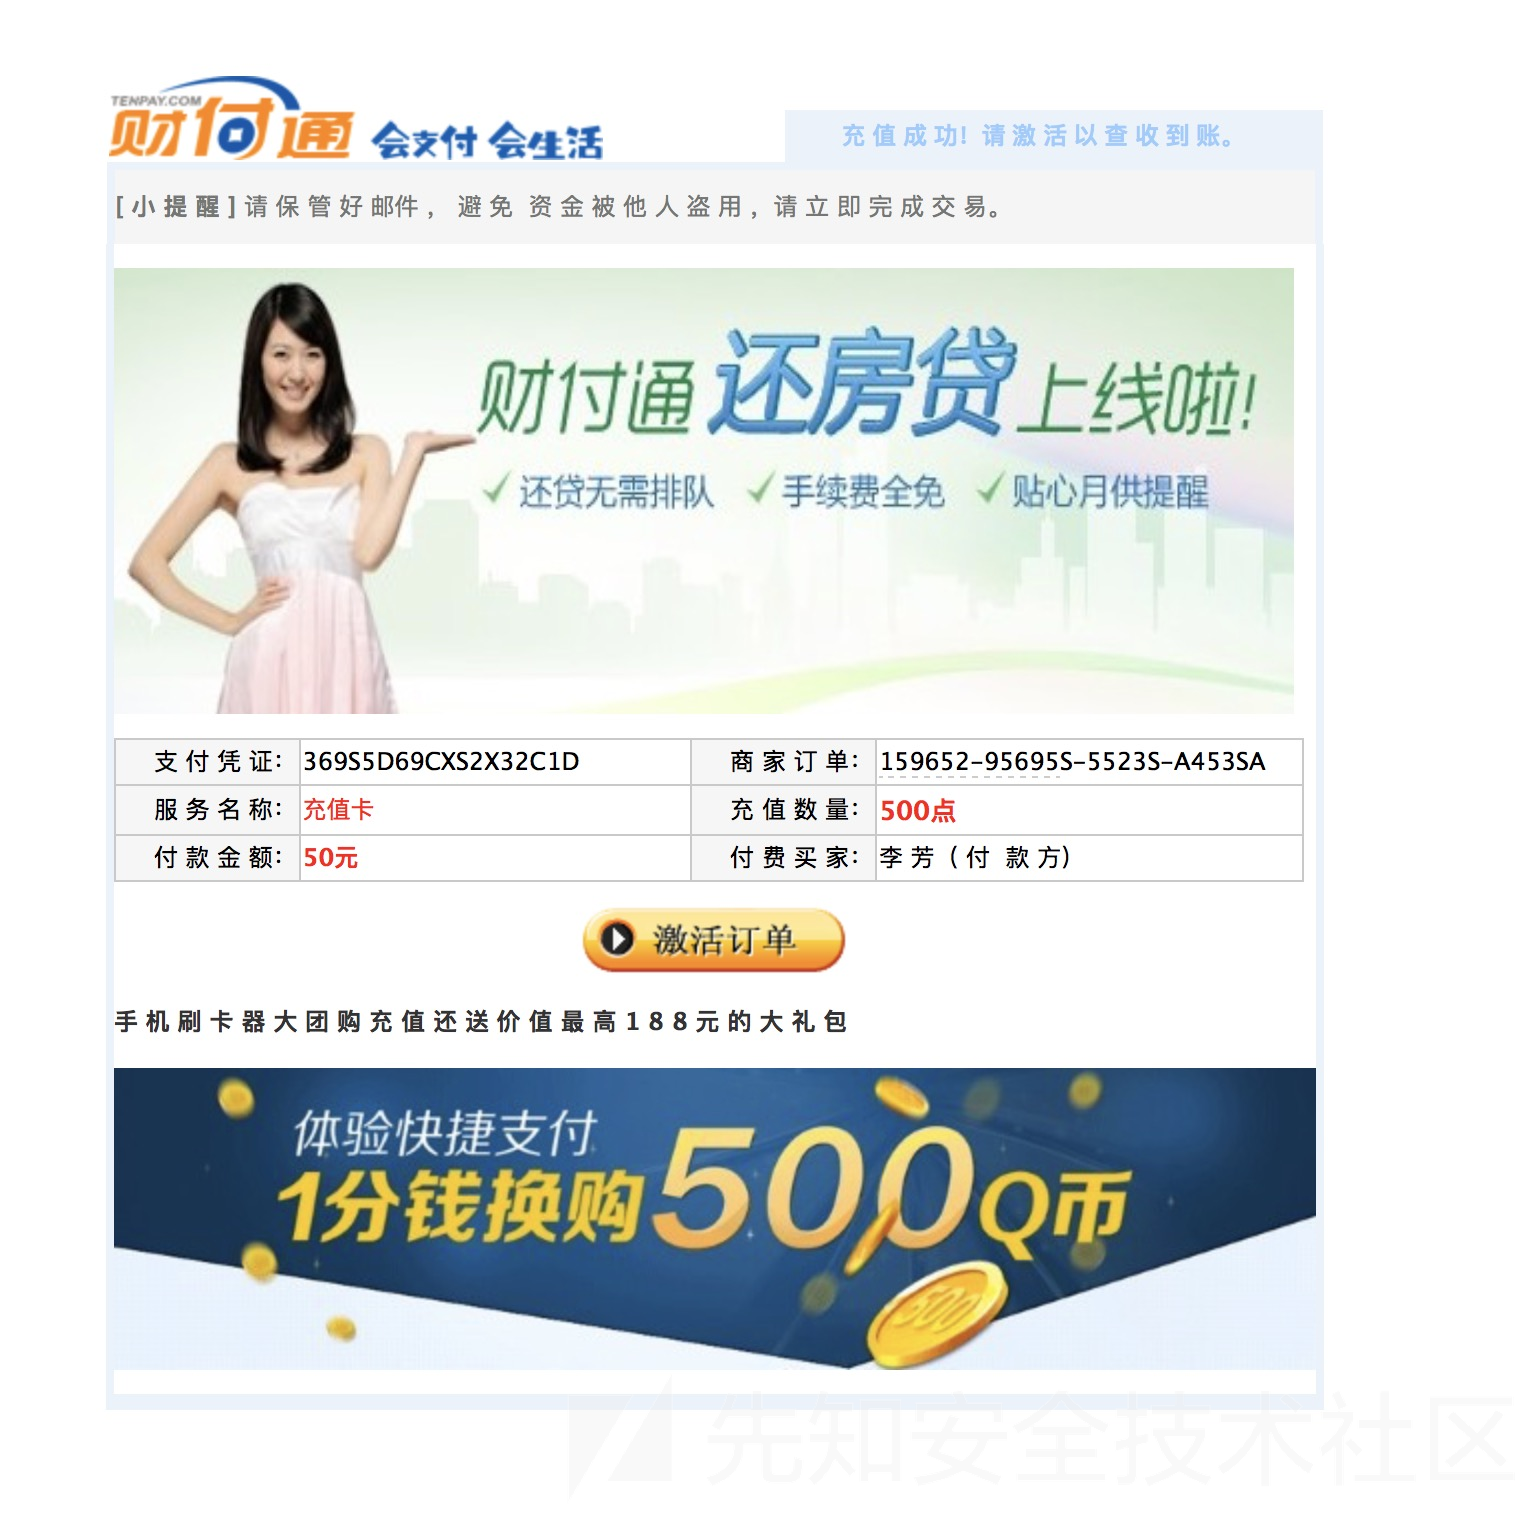 TENPAY.COM
财付通 会支付 会生活
充值成功! 请激活以查收到账。
[小提醒]请保管好邮件，避免 资金被他人盗用，请立即完成交易。
财付通还房贷上线啦!
还贷无需排队 手续费全免 贴心月供提醒
支付凭证: 369S5D69CXS2X32C1D 商家订单: 159652-95695S-5523S-A453SA
服务名称: 充值卡 充值数量: 500点
付款金额: 50元 付费买家: 李芳（付 款方）
激活订单
手机刷卡器大团购充值还送价值最高188元的大礼包
体验快捷支付
1分钱换购500Q币
500
先知安全技术社区